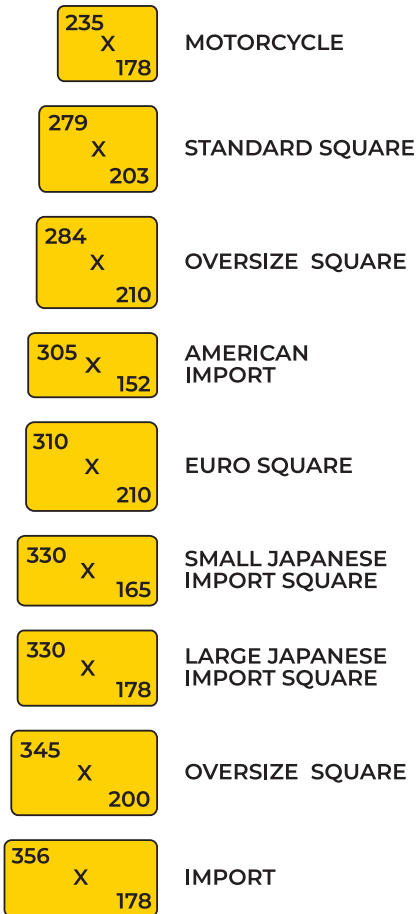 235
X
178
MOTORCYCLE
279
X
203
STANDARD SQUARE
284
X
210
OVERSIZE SQUARE
305
X
152
AMERICAN
IMPORT
310
X
210
EURO SQUARE
330
X
165
SMALL JAPANESE
IMPORT SQUARE
330
X
178
LARGE JAPANESE
IMPORT SQUARE
345
X
200
OVERSIZE SQUARE
356
X
178
IMPORT